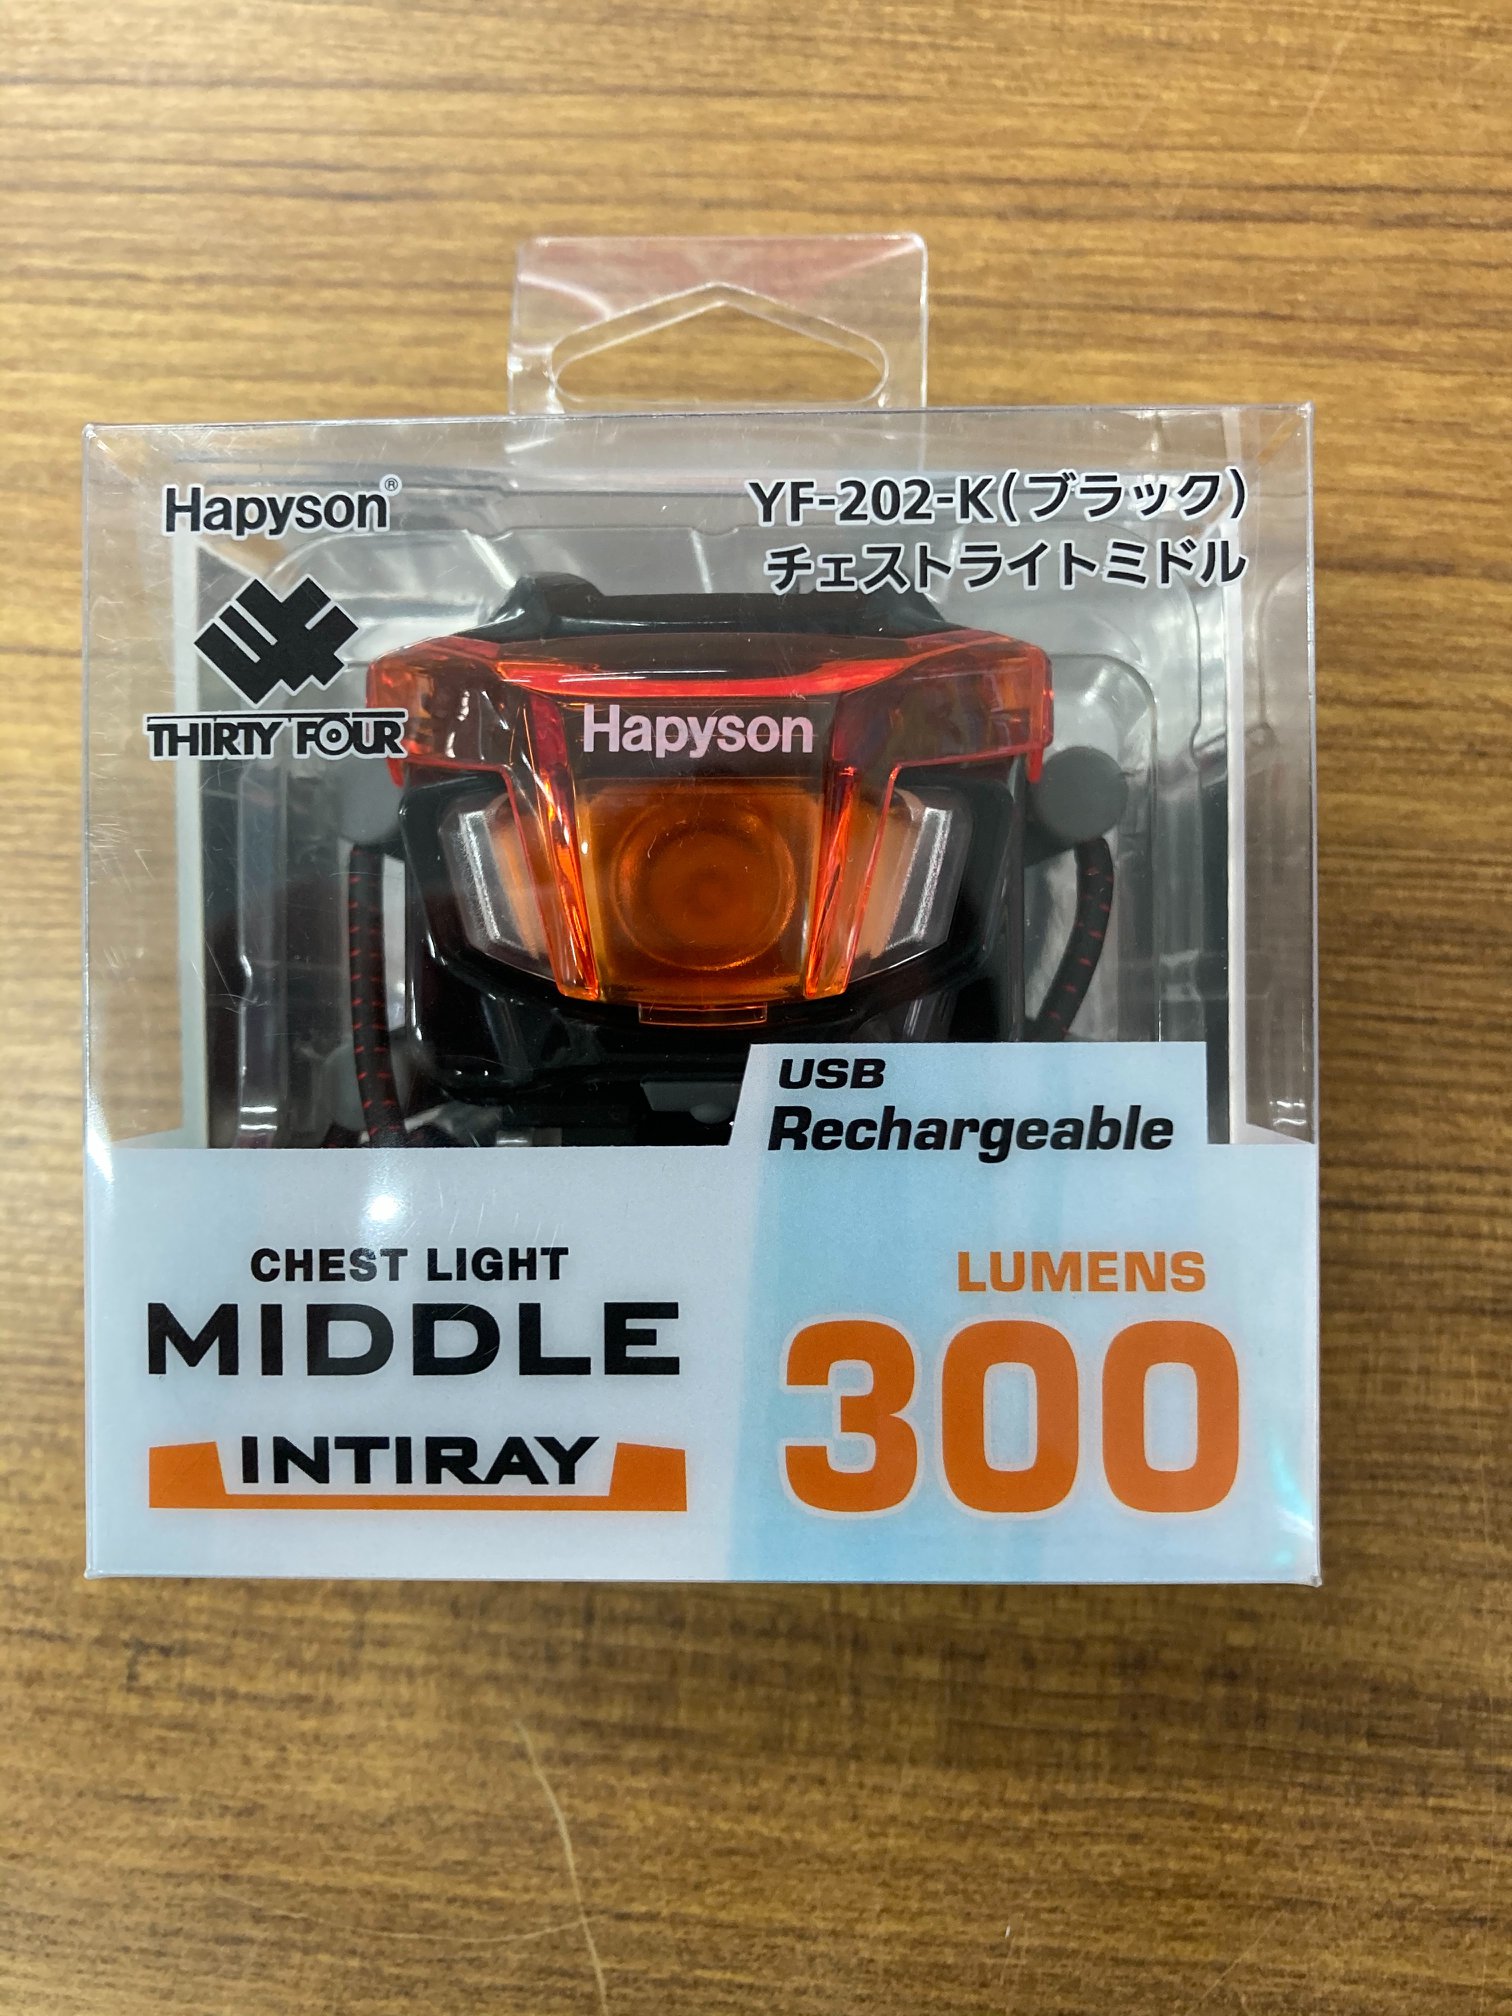 Hapyson®
YF-202-K(ブラック)
チェストライトミドル
THIRTY FOUR
Hapyson
USB
Rechargeable
CHEST LIGHT
MIDDLE
INTIRAY
LUMENS
300